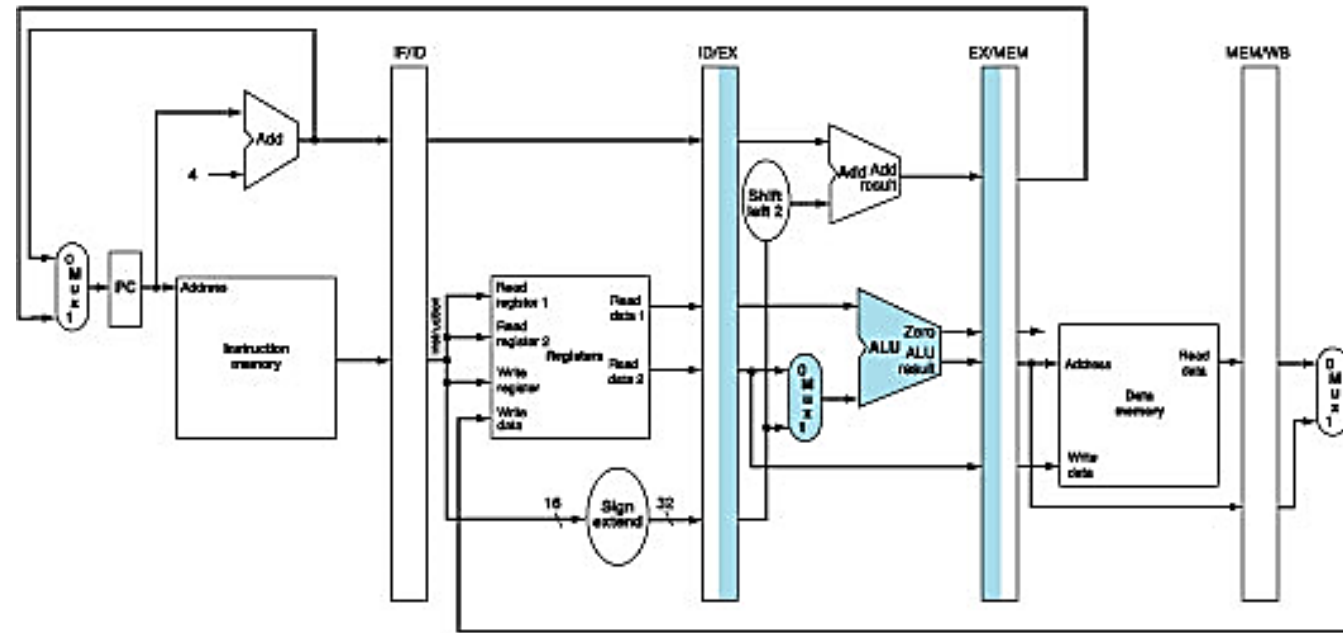 IF/ID
ID/EX
EX/MEM
MEM/WB
Add
4
Add Add
result
Shift
left 2
0
M
u
x
1
PC
Address
Instruction
memory
Instruction
Read
register 1
Read
register 2
Write
register
Write
data
Registers
Read
data 1
Read
data 2
0
M
u
x
1
Zero
ALU ALU
result
Address
Read
data
Data
memory
Write
data
0
M
u
x
1
16
Sign
extend
32